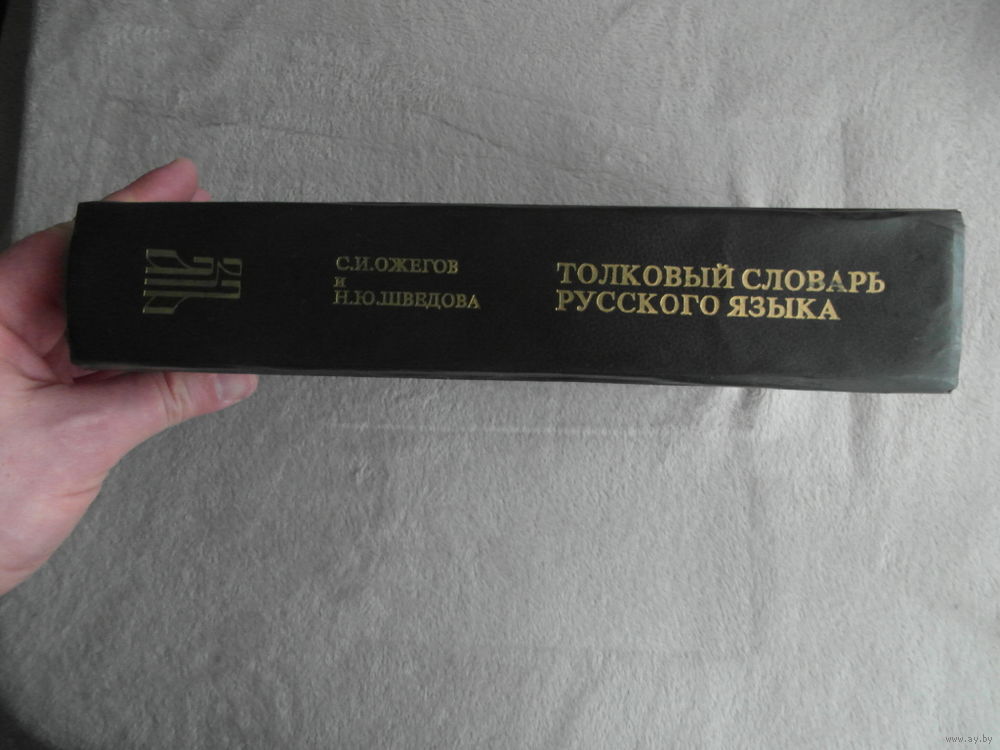 С.И.ОЖЕГОВ
и
Н.Ю.ШВЕДОВА
ТОЛКОВЫЙ СЛОВАРЬ
РУССКОГО ЯЗЫКА
www.ay.by